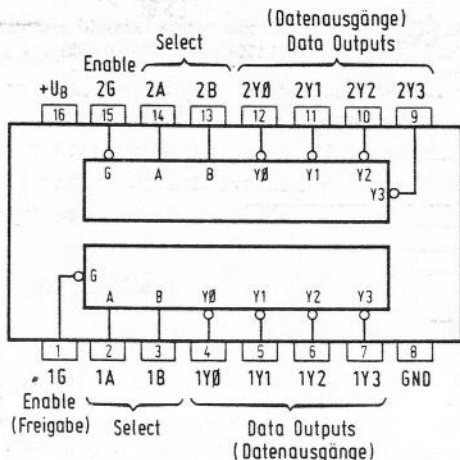 (Datenausgänge)
Select Data Outputs
Enable
+UB 2G 2A 2B 2YØ 2Y1 2Y2 2Y3
16 15 14 13 12 11 10 9
G A B YØ Y1 Y2
Y3
G
A B YØ Y1 Y2 Y3
1 2 3 4 5 6 7 8
1G 1A 1B 1YØ 1Y1 1Y2 1Y3 GND
Enable
(Freigabe) Select Data Outputs
(Datenausgänge)